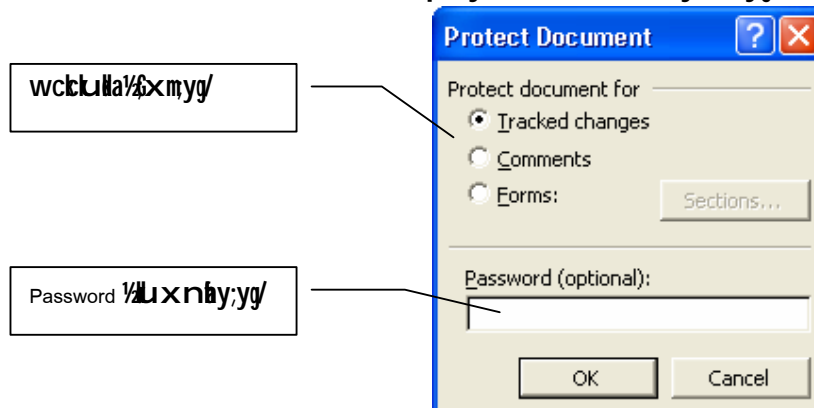 Protect Document
Protect document for
Tracked changes
Comments
Forms:
Sections...
Password
Password (optional):
OK
Cancel